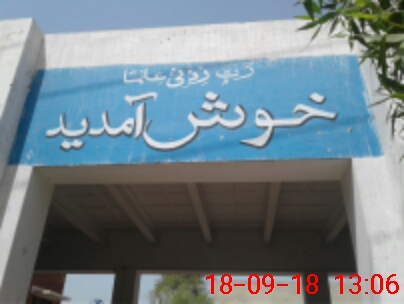 رَبِّ زِدْنِي عِلْمًا
خوش آمدید
18-09-18 13:06